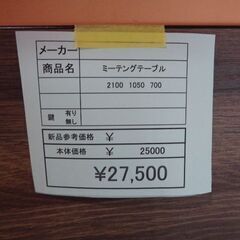 メーカー
商品名 ミーテングテーブル
2100 1050 700
鍵 有り 無し
新品参考価格 ¥
本体価格 ¥ 25000
¥27,500